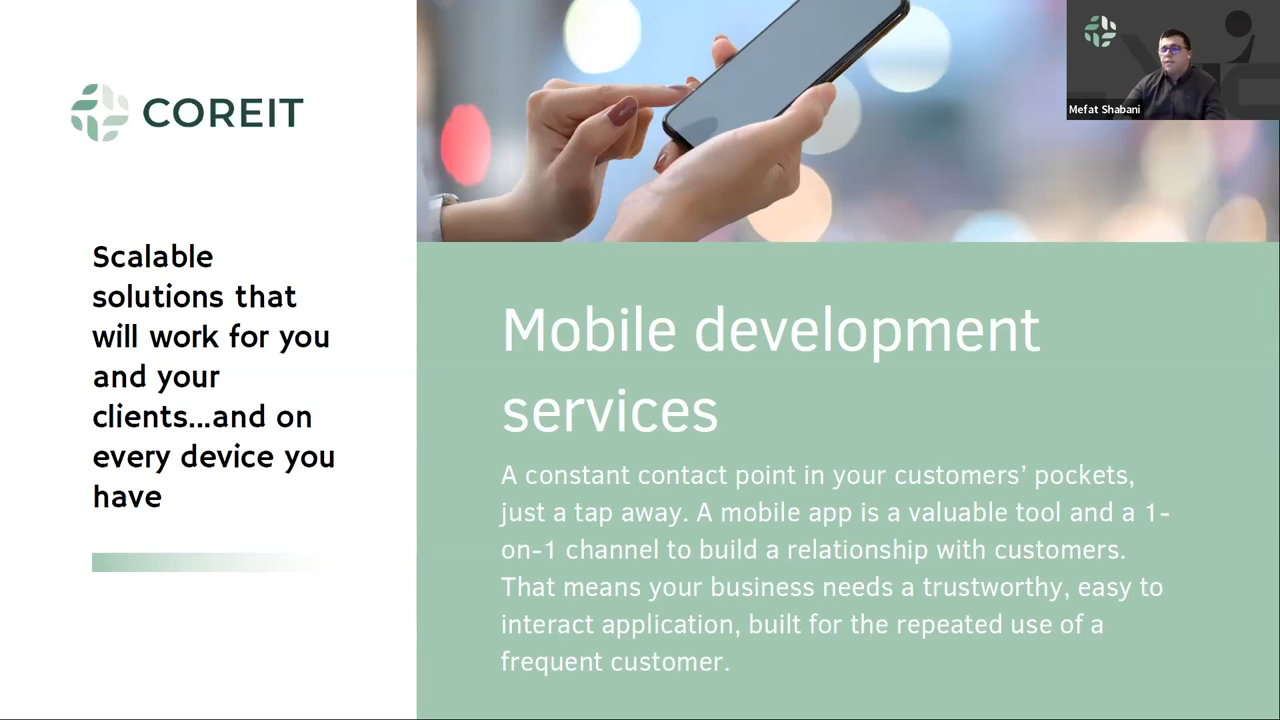 COREIT
Scalable
solutions that
will work for you
and your
clients...and on
every device you
have
Mefat Shabani
Mobile development
services
A constant contact point in your customers’ pockets,
just a tap away. A mobile app is a valuable tool and a 1-
on-1 channel to build a relationship with customers.
That means your business needs a trustworthy, easy to
interact application, built for the repeated use of a
frequent customer.